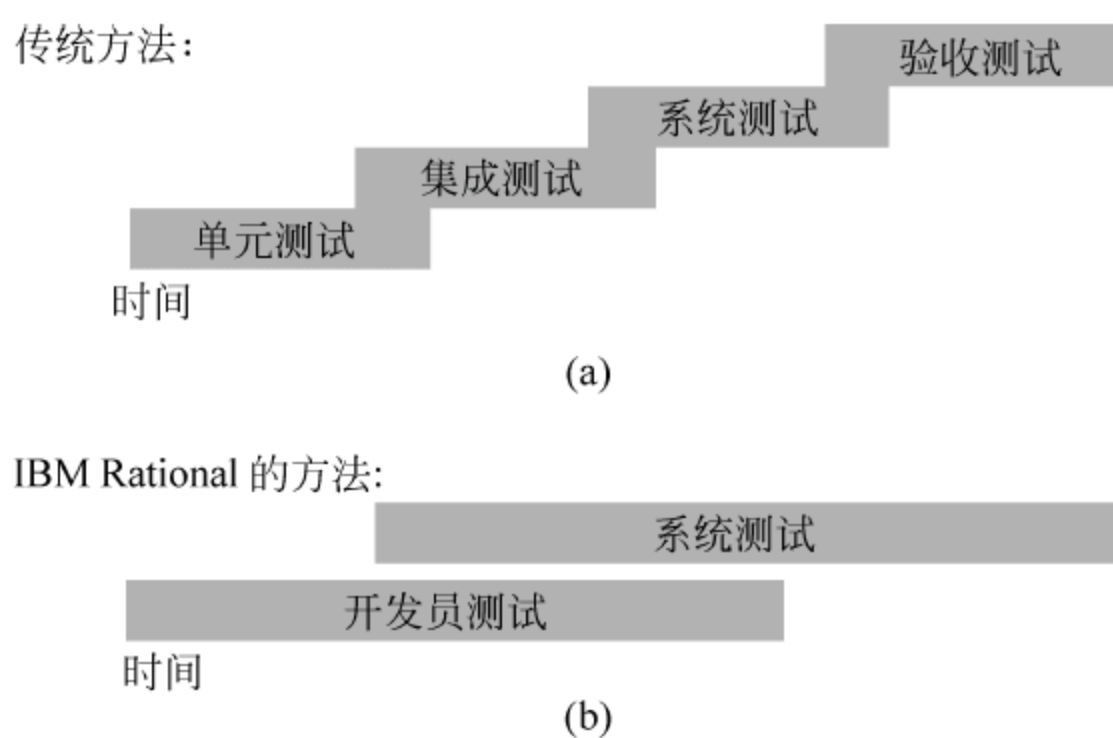 传统方法：
验收测试
系统测试
集成测试
单元测试
时间
(a)
IBM Rational 的方法:
系统测试
开发员测试
时间
(b)